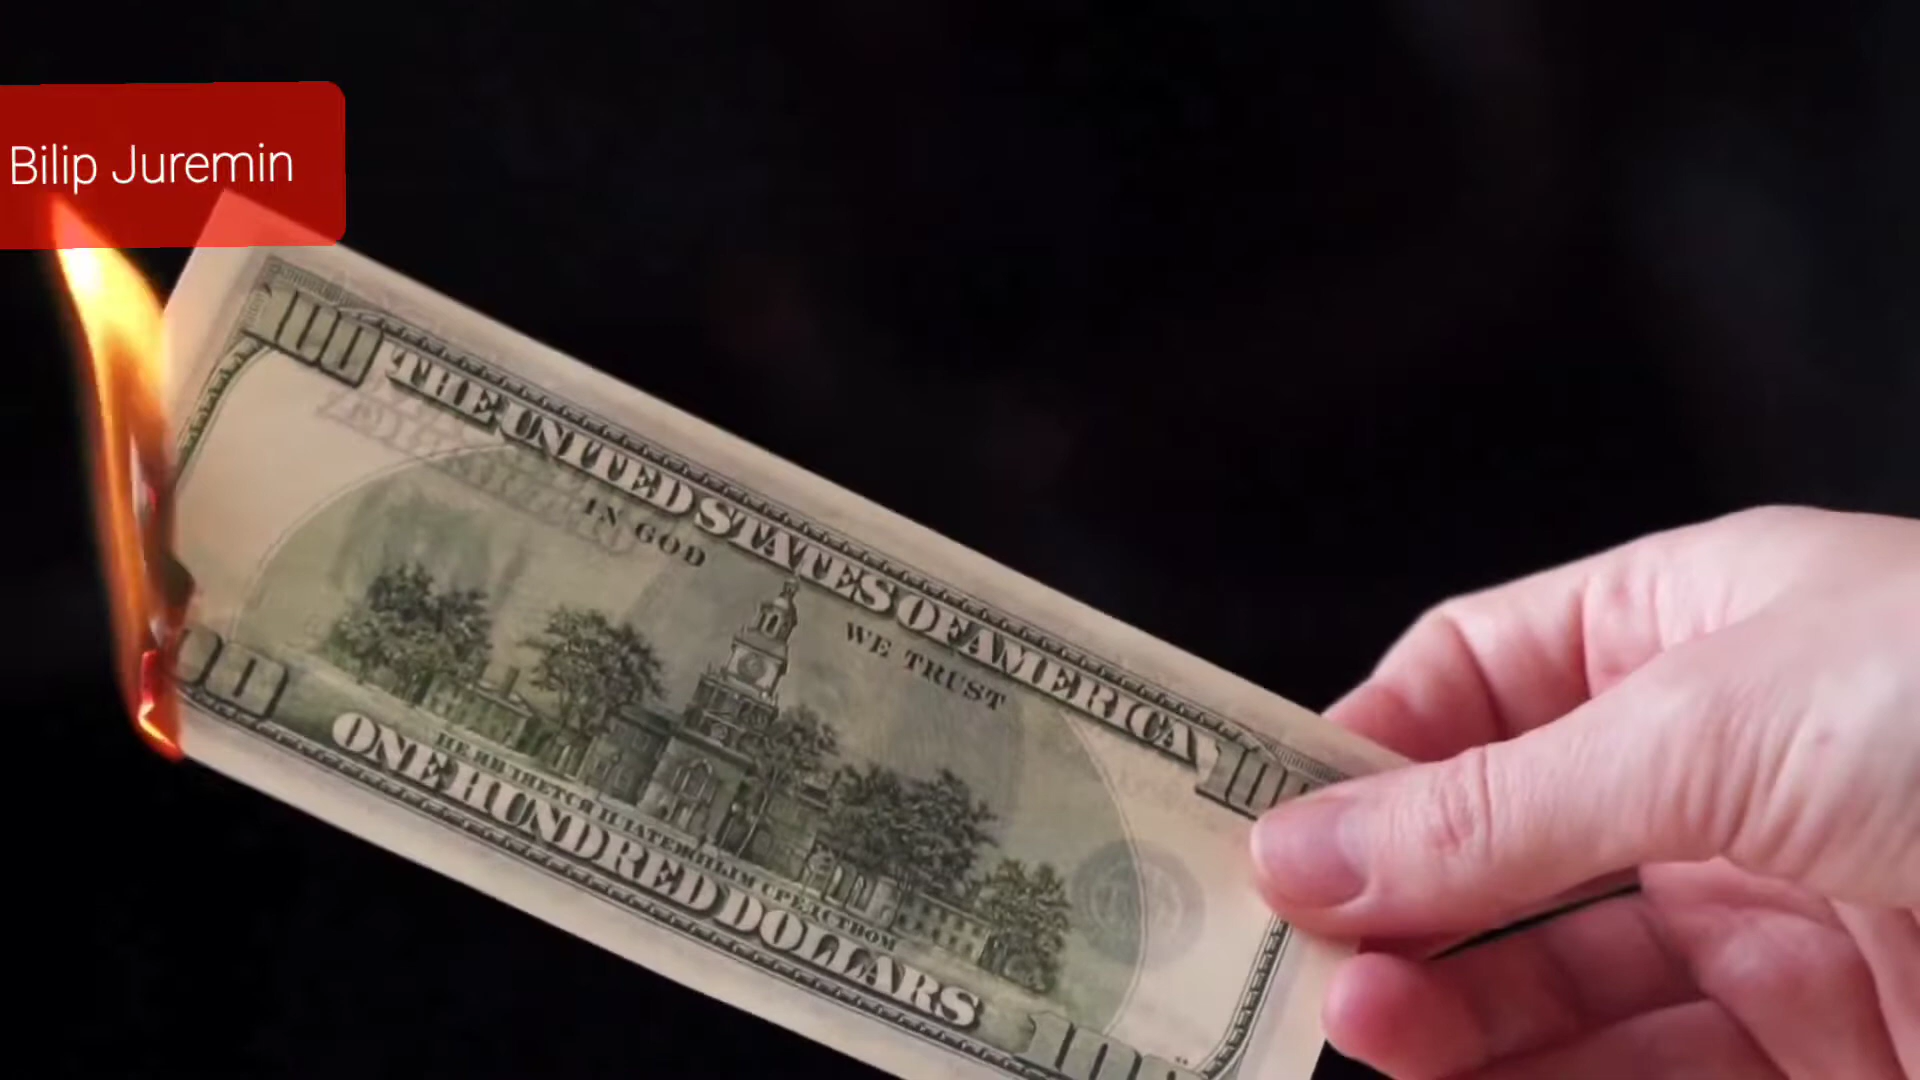 Bilip Juremin
100
THE UNITED STATES OF AMERICA
100
IN GOD
WE TRUST
00
НЕ ЯВЛЯЕТСЯ ПЛАТЕЖНЫМ СРЕДСТВОМ
ONE HUNDRED DOLLARS
100